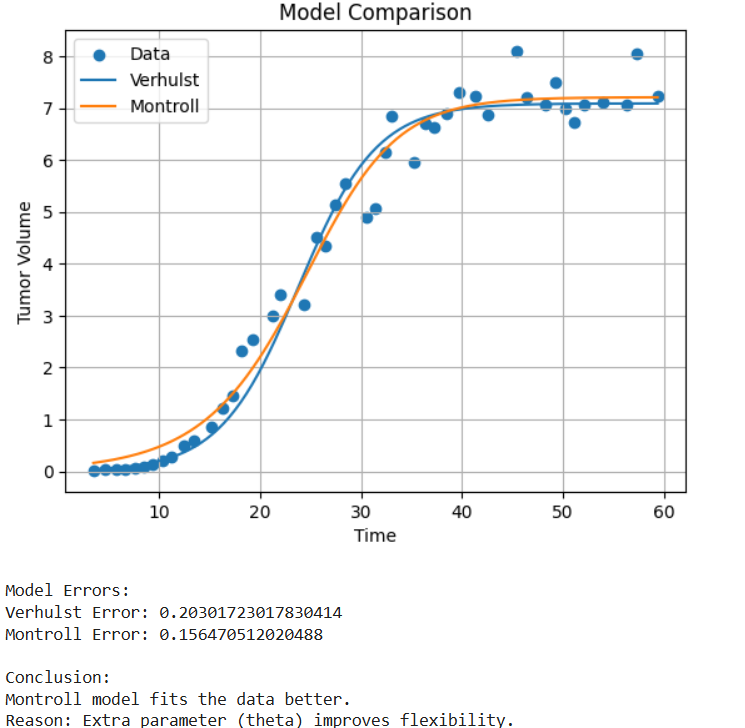 Model Comparison
Data
Verhulst
Montroll
8
7
6
5
4
3
2
1
0
Tumor Volume
10 20 30 40 50 60
Time
Model Errors:
Verhulst Error: 0.20301723017830414
Montroll Error: 0.156470512020488
Conclusion:
Montroll model fits the data better.
Reason: Extra parameter (theta) improves flexibility.